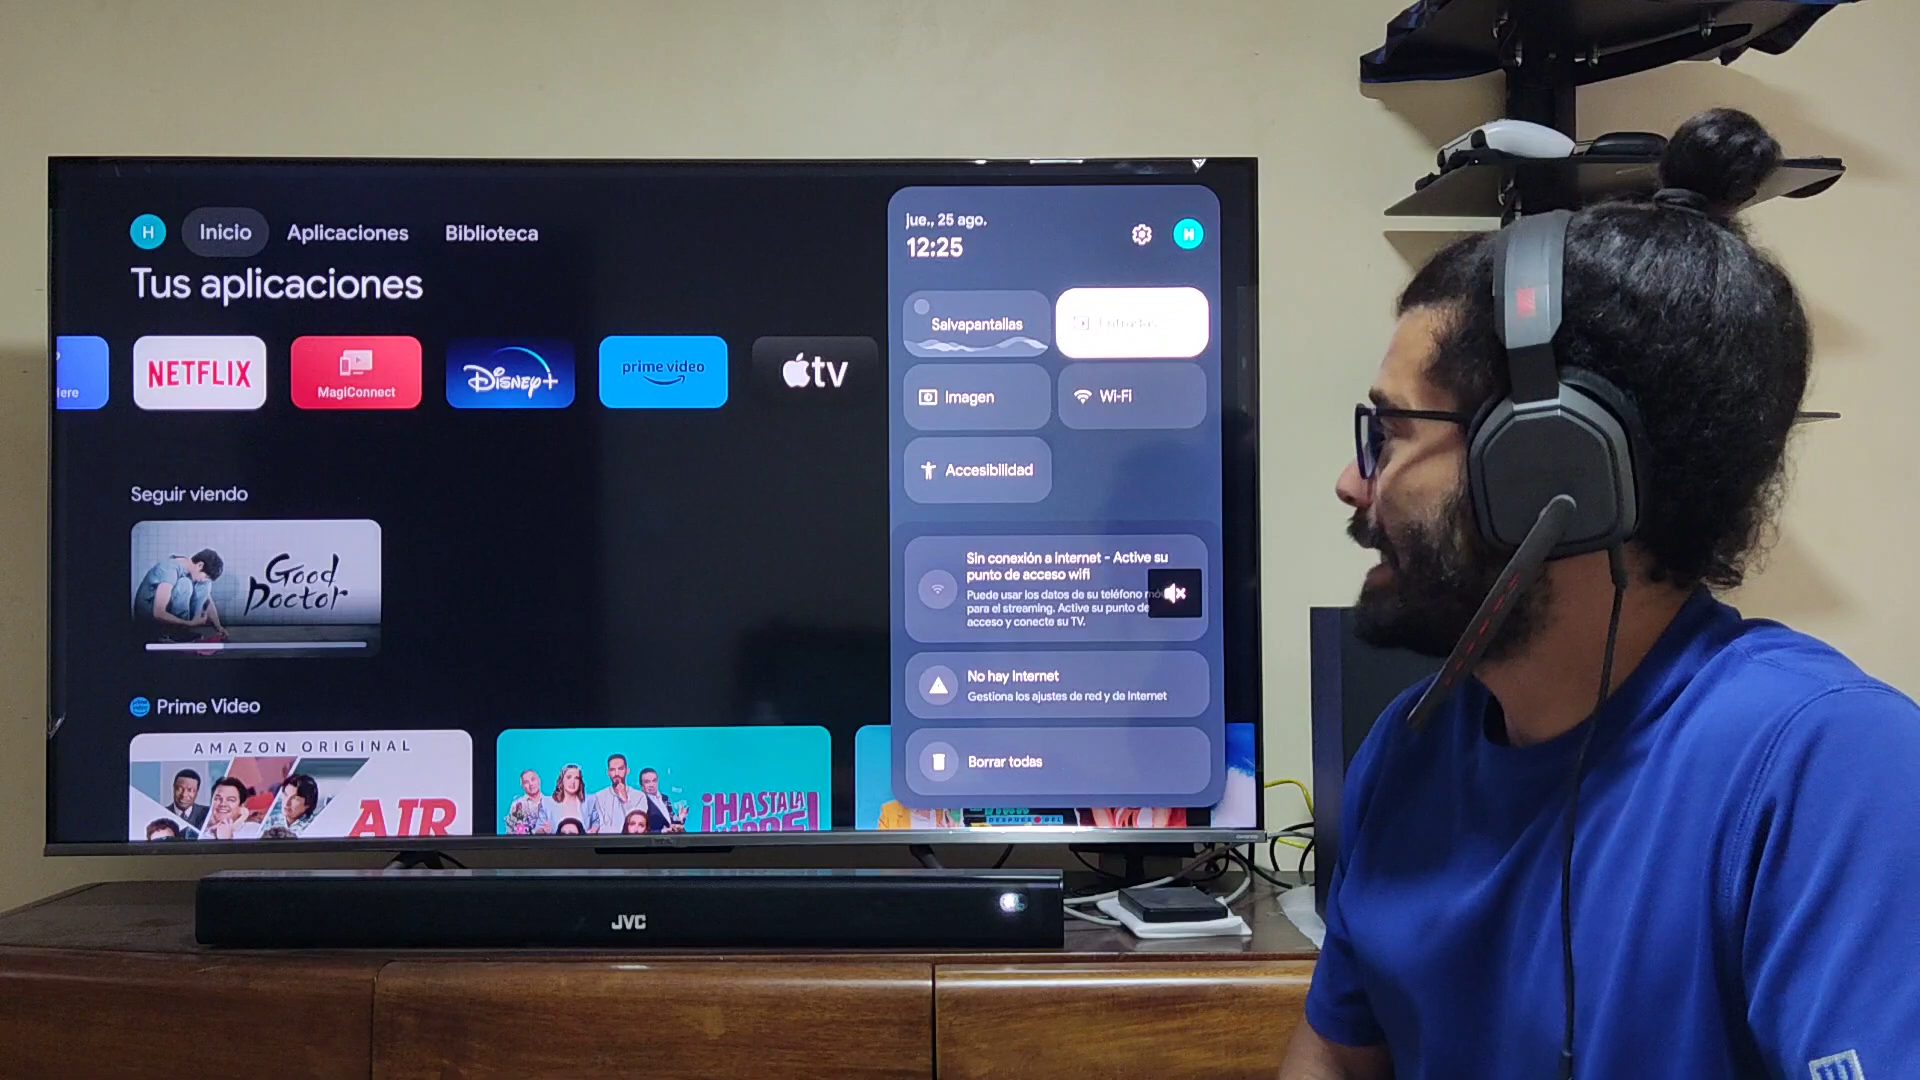 H
Inicio
Aplicaciones
Biblioteca
Tus aplicaciones
NETFLIX
MagiConnect
Disney+
prime video
tv
Seguir viendo
Good
Doctor
Prime Video
AMAZON ORIGINAL
AIR
¡HASTA LA
jue., 25 ago.
12:25
H
Salvapantallas
Entradas
Imagen
Wi-Fi
Accesibilidad
Sin conexión a internet - Active su
punto de acceso wifi
Puede usar los datos de su teléfono
para el streaming. Active su punto de
acceso y conecte su TV.
No hay Internet
Gestiona los ajustes de red y de Internet
Borrar todas
JVC